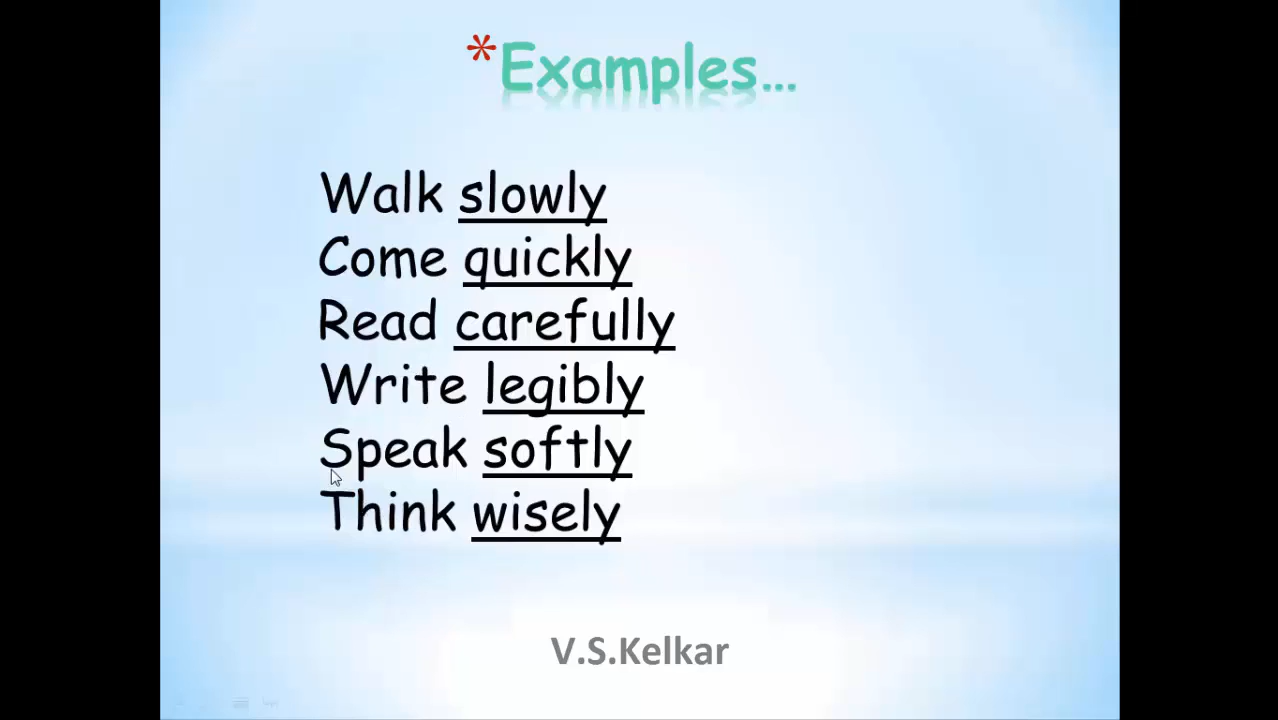 *Examples...
Walk slowly
Come quickly
Read carefully
Write legibly
Speak softly
Think wisely
V.S.Kelkar